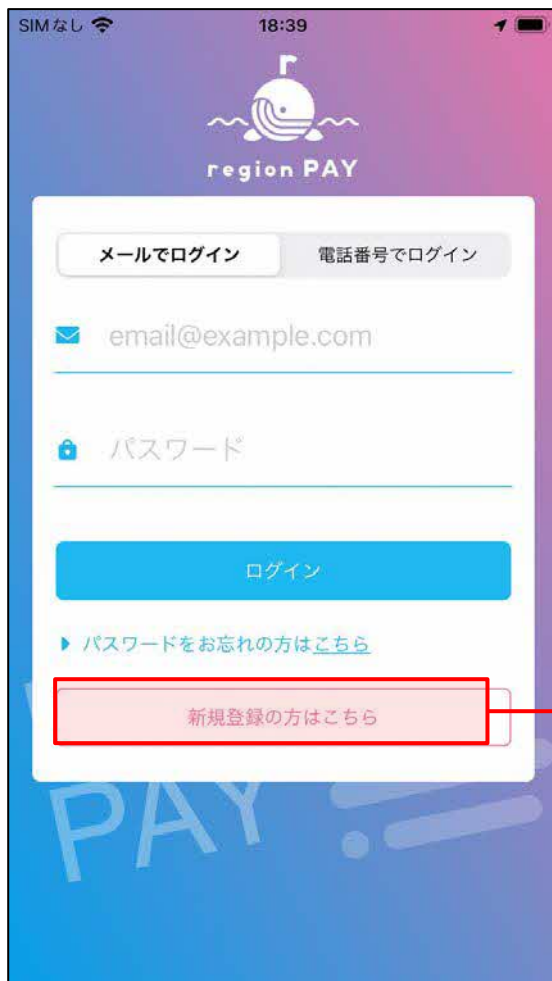 SIMなし 18:39
r
region PAY
メールでログイン 電話番号でログイン
email@example.com
パスワード
ログイン
パスワードをお忘れの方はこちら
新規登録の方はこちら
PAY